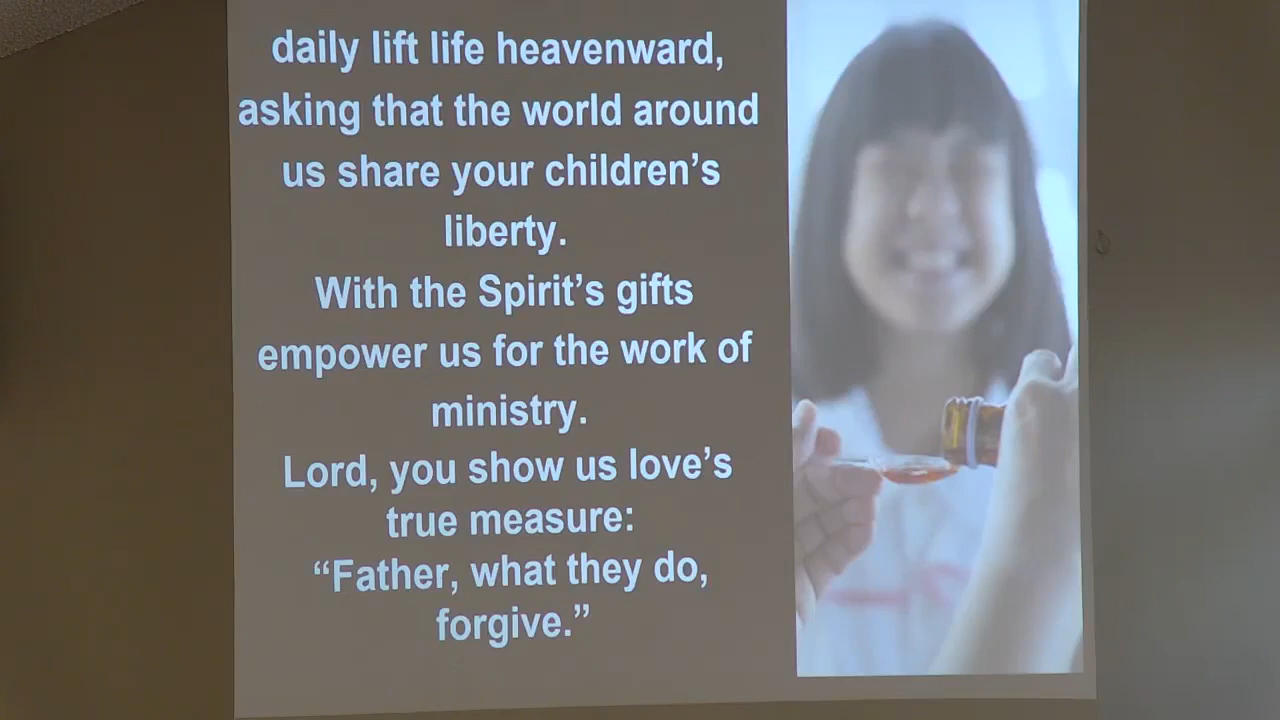 daily lift life heavenward,
asking that the world around
us share your children’s
liberty.
With the Spirit’s gifts
empower us for the work of
ministry.
Lord, you show us love’s
true measure:
“Father, what they do,
forgive.”